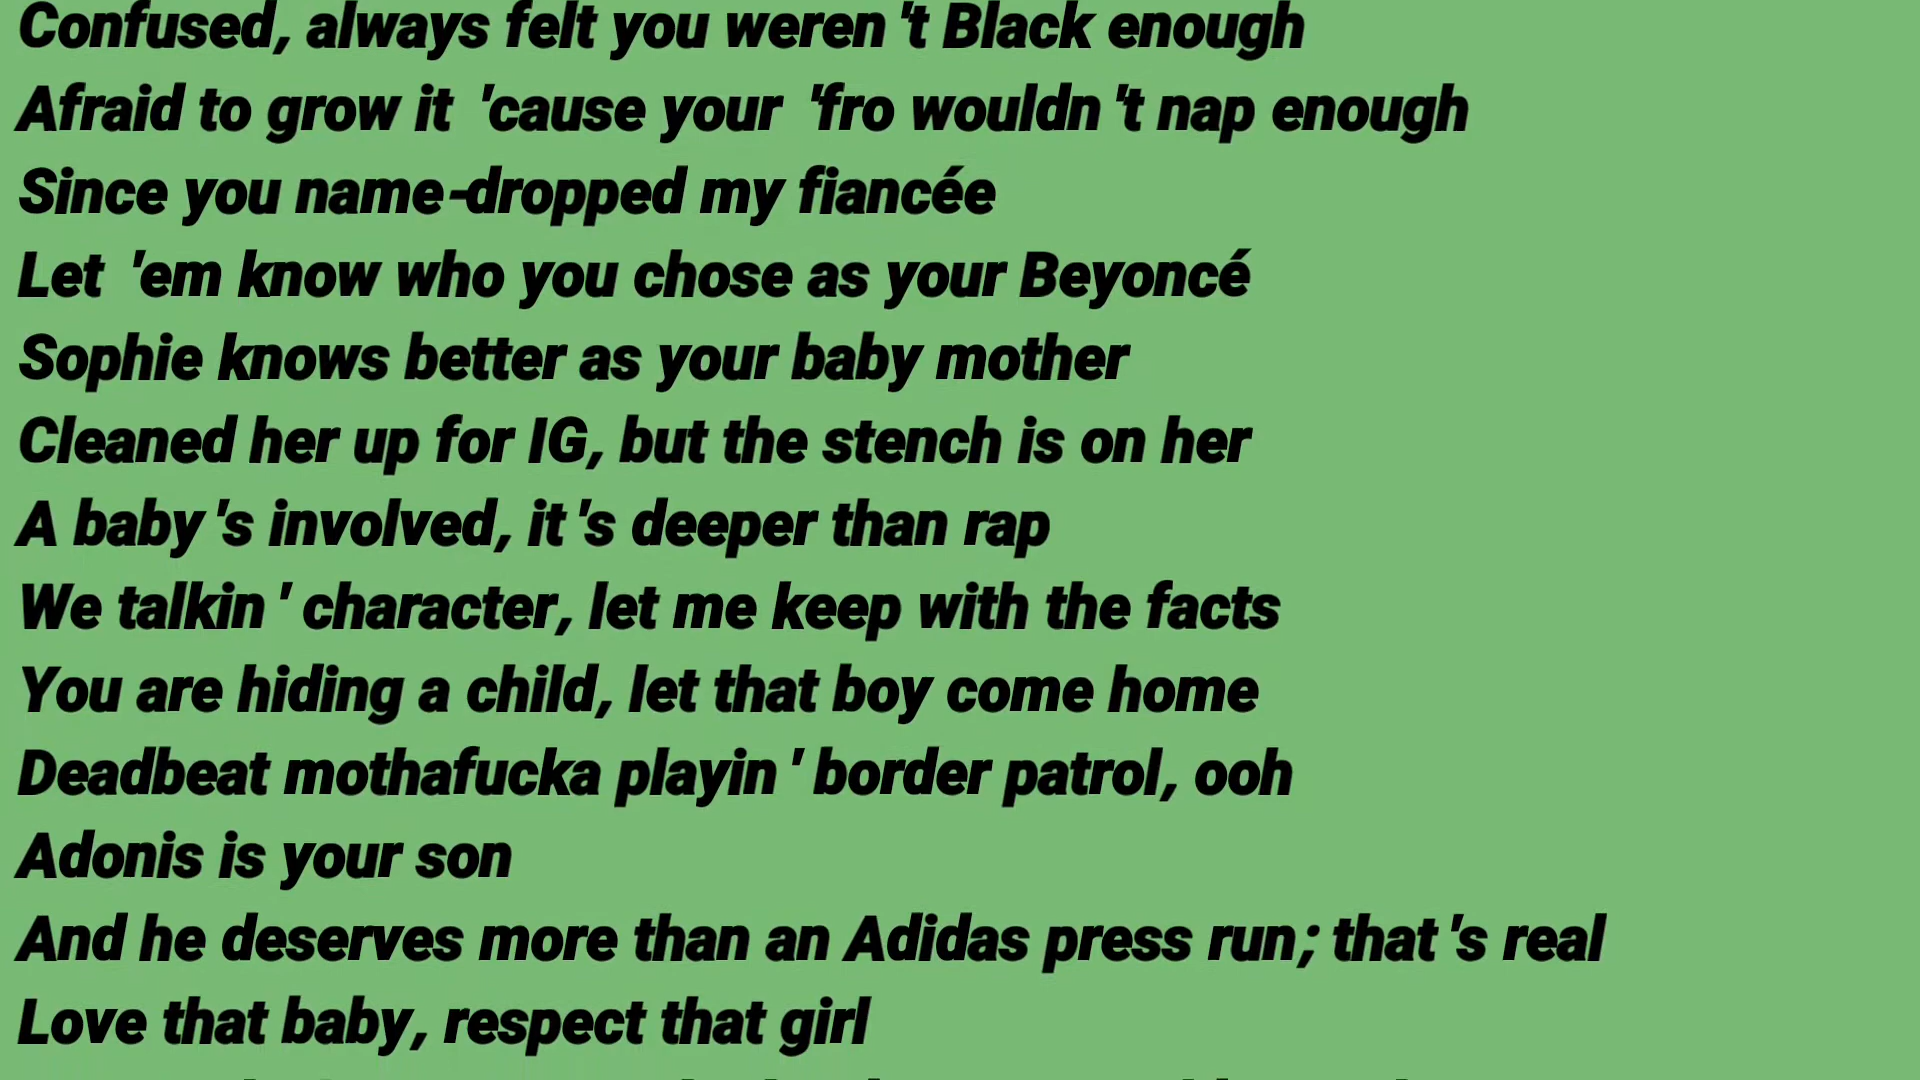 Confused, always felt you weren't Black enough
Afraid to grow it 'cause your 'fro wouldn't nap enough
Since you name-dropped my fiancée
Let 'em know who you chose as your Beyoncé
Sophie knows better as your baby mother
Cleaned her up for IG, but the stench is on her
A baby's involved, it's deeper than rap
We talkin' character, let me keep with the facts
You are hiding a child, let that boy come home
Deadbeat mothafucka playin' border patrol, ooh
Adonis is your son
And he deserves more than an Adidas press run; that's real
Love that baby, respect that girl